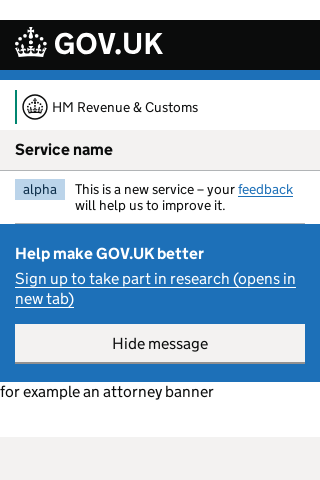 GOV.UK
HM Revenue & Customs
Service name
alpha This is a new service – your feedback
will help us to improve it.
Help make GOV.UK better
Sign up to take part in research (opens in
new tab)
Hide message
for example an attorney banner